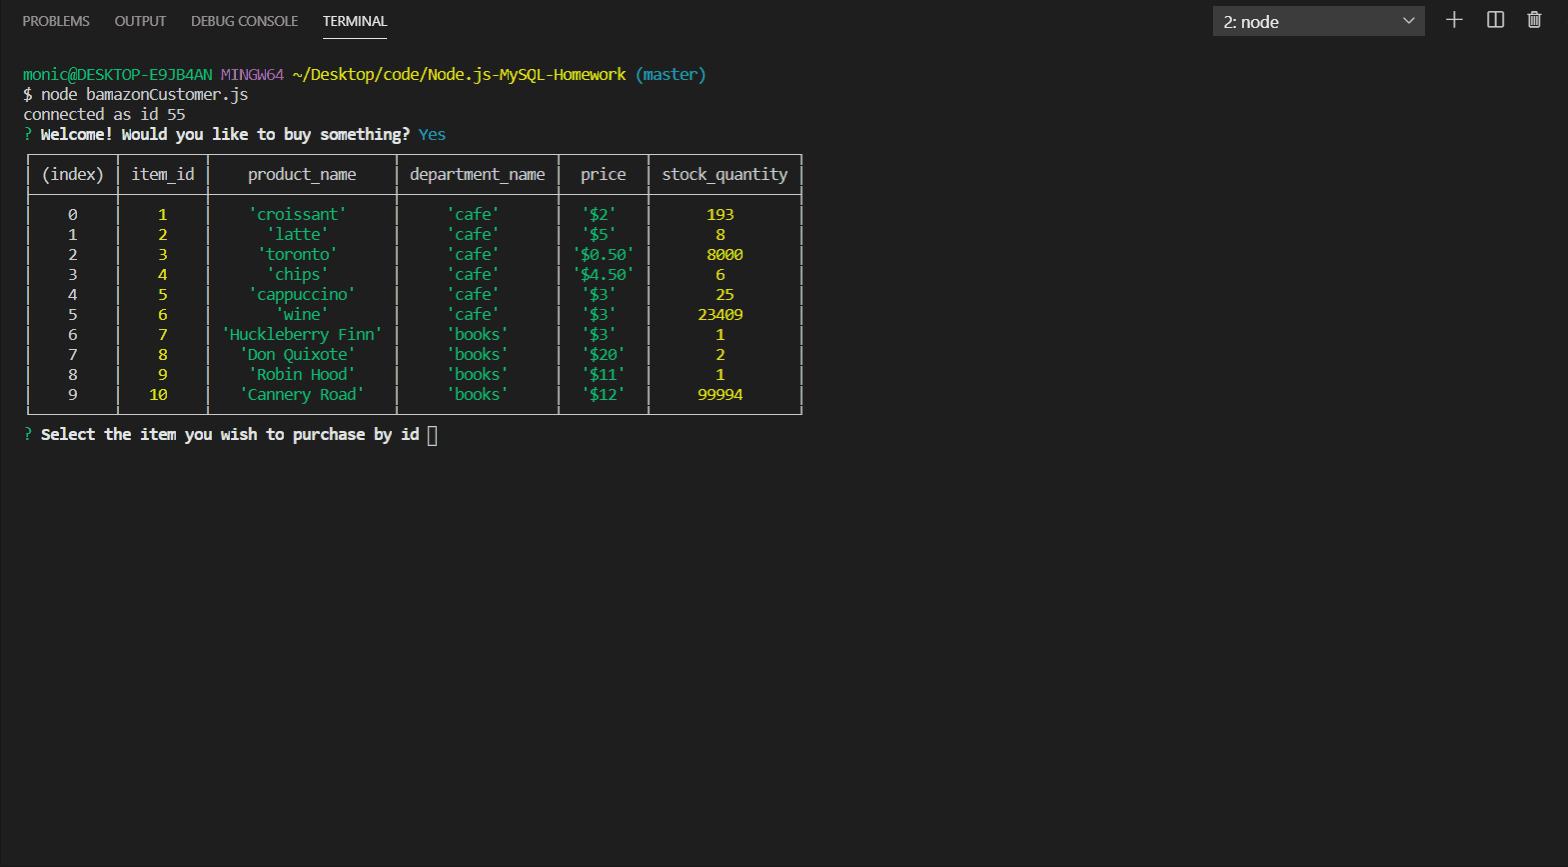 PROBLEMS OUTPUT DEBUG CONSOLE TERMINAL 2: node
monic@DESKTOP-E9JB4AN MINGW64 ~/Desktop/code/Node.js-MySQL-Homework (master)
$ node bamazonCustomer.js
connected as id 55
? Welcome! Would you like to buy something? Yes
(index) item_id product_name department_name price stock_quantity
0 1 'croissant' 'cafe' '$2' 193
1 2 'latte' 'cafe' '$5' 8
2 3 'toronto' 'cafe' '$0.50' 8000
3 4 'chips' 'cafe' '$4.50' 6
4 5 'cappuccino' 'cafe' '$3' 25
5 6 'wine' 'cafe' '$3' 23409
6 7 'Huckleberry Finn' 'books' '$3' 1
7 8 'Don Quixote' 'books' '$20' 2
8 9 'Robin Hood' 'books' '$11' 1
9 10 'Cannery Road' 'books' '$12' 99994
? Select the item you wish to purchase by id